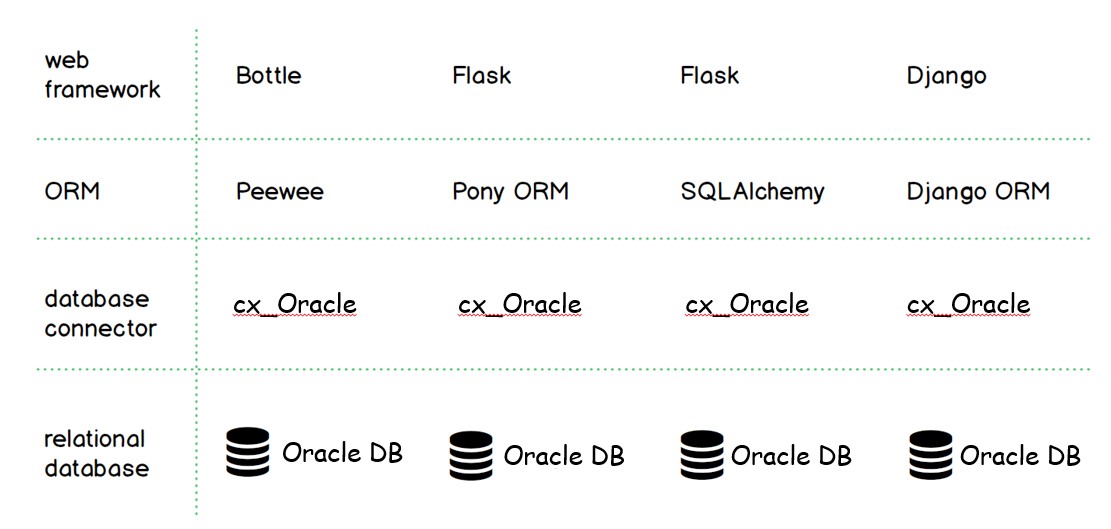 web
framework
Bottle
Flask
Flask
Django
ORM
Peewee
Pony ORM
SQLAlchemy
Django ORM
database
connector
cx_Oracle
cx_Oracle
cx_Oracle
cx_Oracle
relational
database
Oracle DB
Oracle DB
Oracle DB
Oracle DB